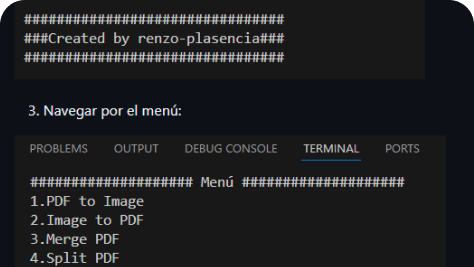 ################################
###Created by renzo-plasencia###
################################
3. Navegar por el menú:
PROBLEMS OUTPUT DEBUG CONSOLE TERMINAL PORTS
#################### Menú ####################
1.PDF to Image
2.Image to PDF
3.Merge PDF
4.Split PDF